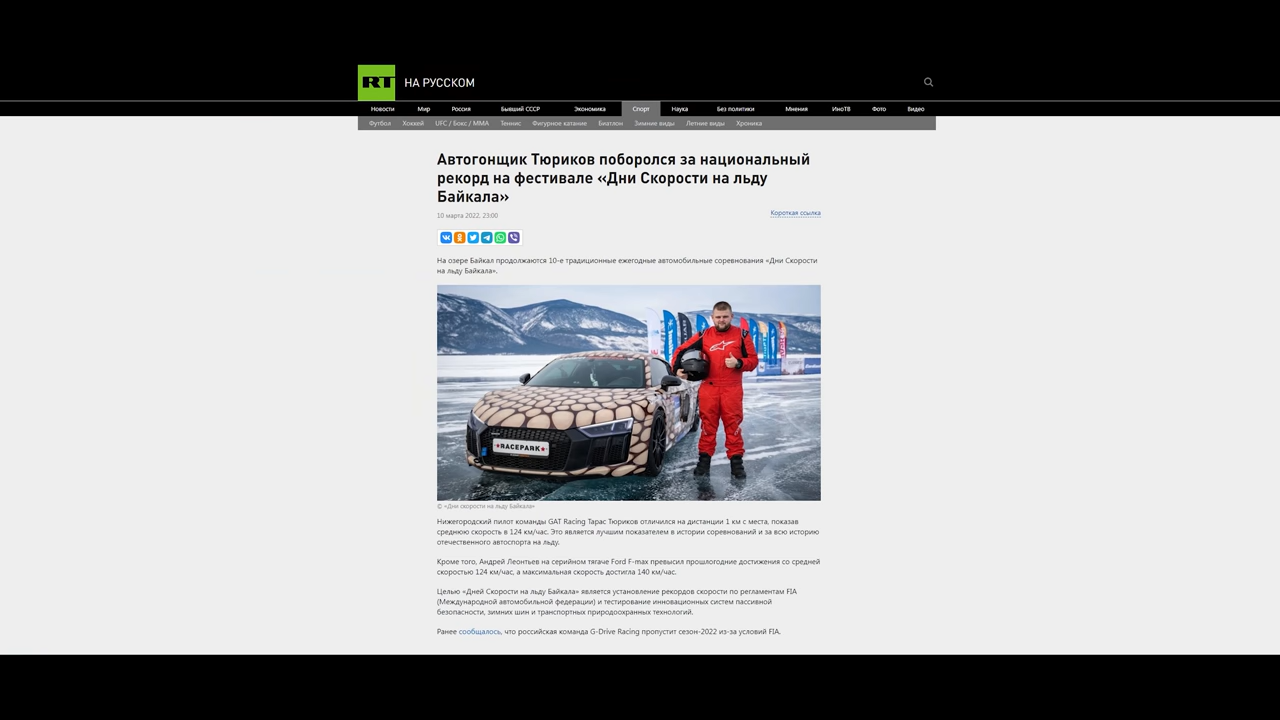 RT НА РУССКОМ
Новости Мир Россия Бывший СССР Экономика Спорт Наука Без политики Мнения ИноТВ Фото Видео
Футбол Хоккей UFC / Бокс / ММА Теннис Фигурное катание Биатлон Зимние виды Летние виды Хроника
Автогонщик Тюриков поборолся за национальный
рекорд на фестивале «Дни Скорости на льду
Байкала»
10 марта 2022, 23:00
Короткая ссылка
На озере Байкал продолжаются 10-е традиционные ежегодные автомобильные соревнования «Дни Скорости
на льду Байкала».
RACEPARK
© «Дни скорости на льду Байкала»
Нижегородский пилот команды GAT Racing Тарас Тюриков отличился на дистанции 1 км с места, показав
среднюю скорость в 124 км/час. Это является лучшим показателем в истории соревнований и за всю историю
отечественного автоспорта на льду.
Кроме того, Андрей Леонтьев на серийном тягаче Ford F-max превысил прошлогодние достижения со средней
скоростью 124 км/час, а максимальная скорость достигла 140 км/час.
Целью «Дней Скорости на льду Байкала» является установление рекордов скорости по регламентам FIA
(Международной автомобильной федерации) и тестирование инновационных систем пассивной
безопасности, зимних шин и транспортных природоохранных технологий.
Ранее сообщалось, что российская команда G-Drive Racing пропустит сезон-2022 из-за условий FIA.